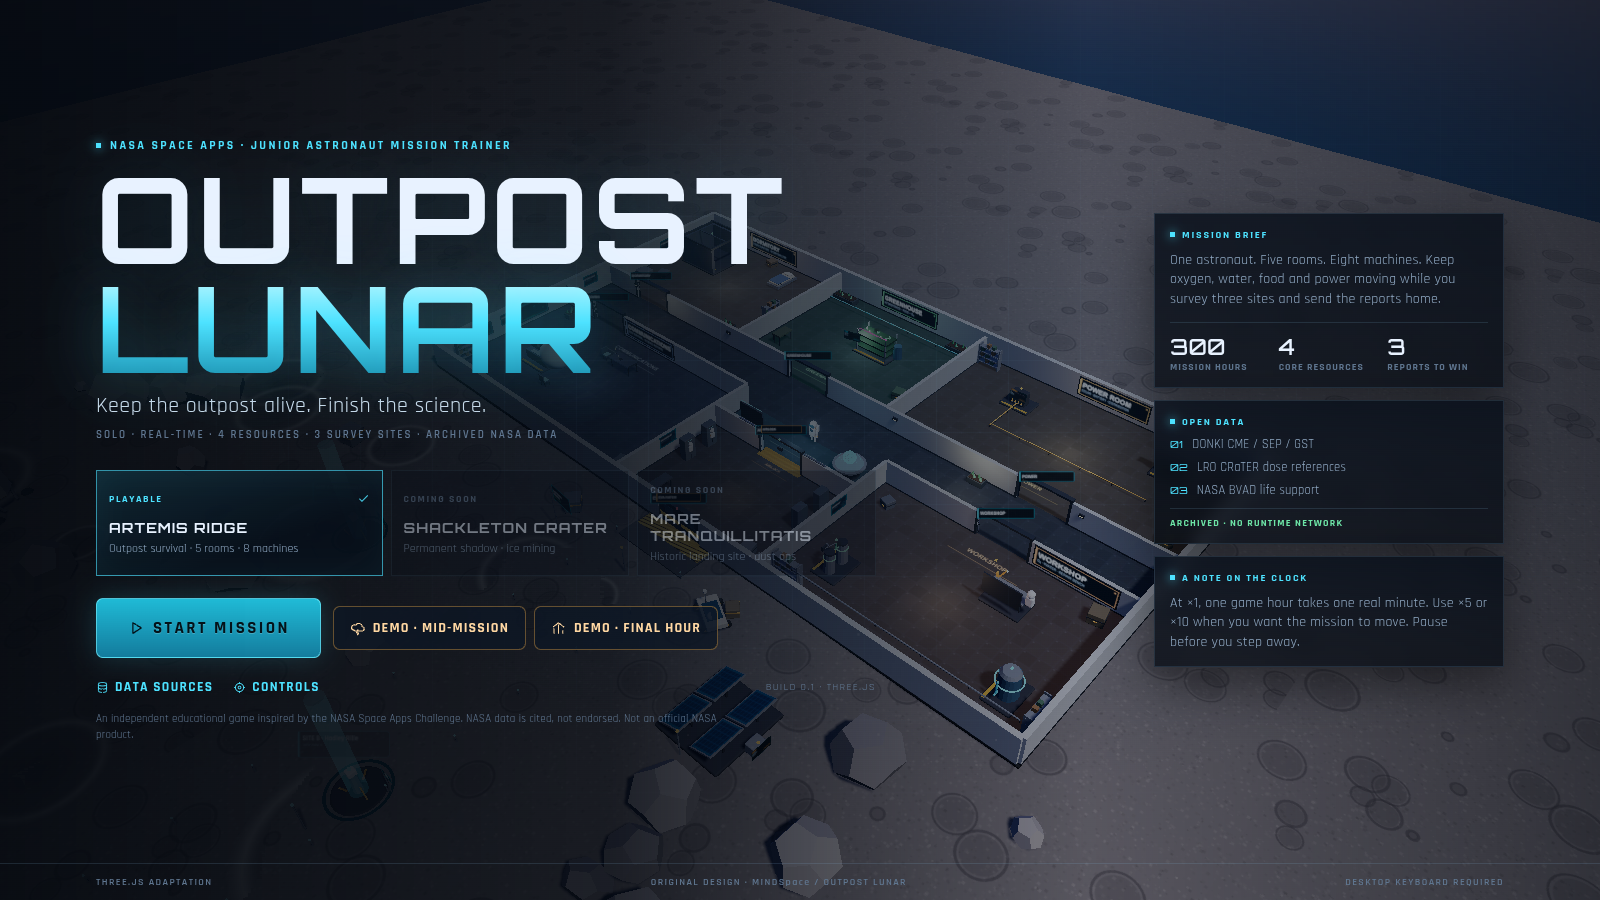 NASA SPACE APPS · JUNIOR ASTRONAUT MISSION TRAINER
OUTPOST
LUNAR
Keep the outpost alive. Finish the science.
SOLO · REAL-TIME · 4 RESOURCES · 3 SURVEY SITES · ARCHIVED NASA DATA
PLAYABLE
ARTEMIS RIDGE
Outpost survival · 5 rooms · 8 machines
COMING SOON
SHACKLETON CRATER
Permanent shadow · Ice mining
COMING SOON
MARE
TRANQUILLITATIS
Historic landing site · Dust ops
START MISSION
DEMO · MID-MISSION
DEMO · FINAL HOUR
DATA SOURCES
CONTROLS
BUILD 0.1 · THREE.JS
An independent educational game inspired by the NASA Space Apps Challenge. NASA data is cited, not endorsed. Not an official NASA
product.
MISSION BRIEF
One astronaut. Five rooms. Eight machines. Keep
oxygen, water, food and power moving while you
survey three sites and send the reports home.
300
MISSION HOURS
4
CORE RESOURCES
3
REPORTS TO WIN
OPEN DATA
01 DONKI CME / SEP / GST
02 LRO CRaTER dose references
03 NASA BVAD life support
ARCHIVED · NO RUNTIME NETWORK
A NOTE ON THE CLOCK
At ×1, one game hour takes one real minute. Use ×5 or
×10 when you want the mission to move. Pause
before you step away.
GREENHOUSE
POWER ROOM
POWER
WORKSHOP
WORKSHOP
WORKSHOP
THREE.JS ADAPTATION
ORIGINAL DESIGN · MINDSpace / OUTPOST LUNAR
DESKTOP KEYBOARD REQUIRED